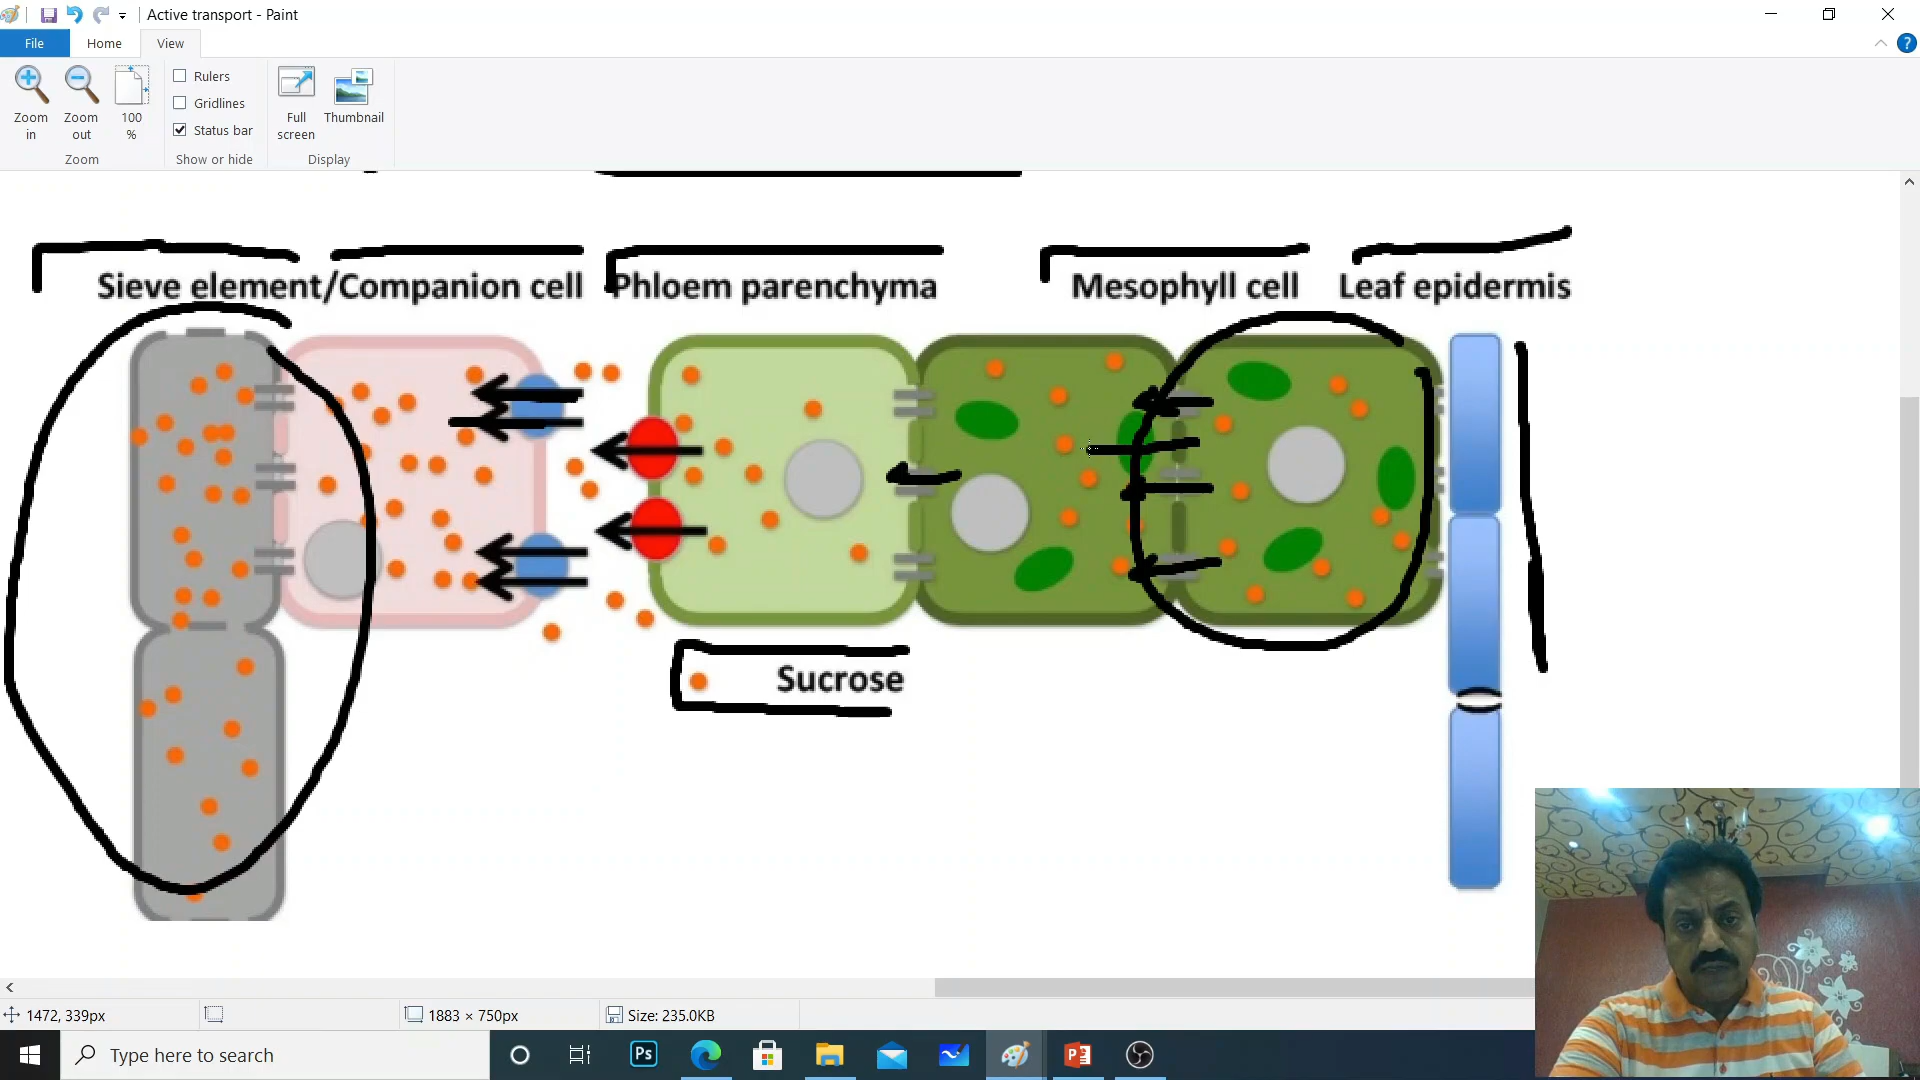 Active transport - Paint
File Home View
Zoom in
Zoom out
100 %
Rulers
Gridlines
Status bar
Full screen
Thumbnail
Zoom
Show or hide
Display
Sieve element/Companion cell Phloem parenchyma Mesophyll cell Leaf epidermis
Sucrose
1472, 339px 1883 × 750px Size: 235.0KB
Type here to search
Ps
P